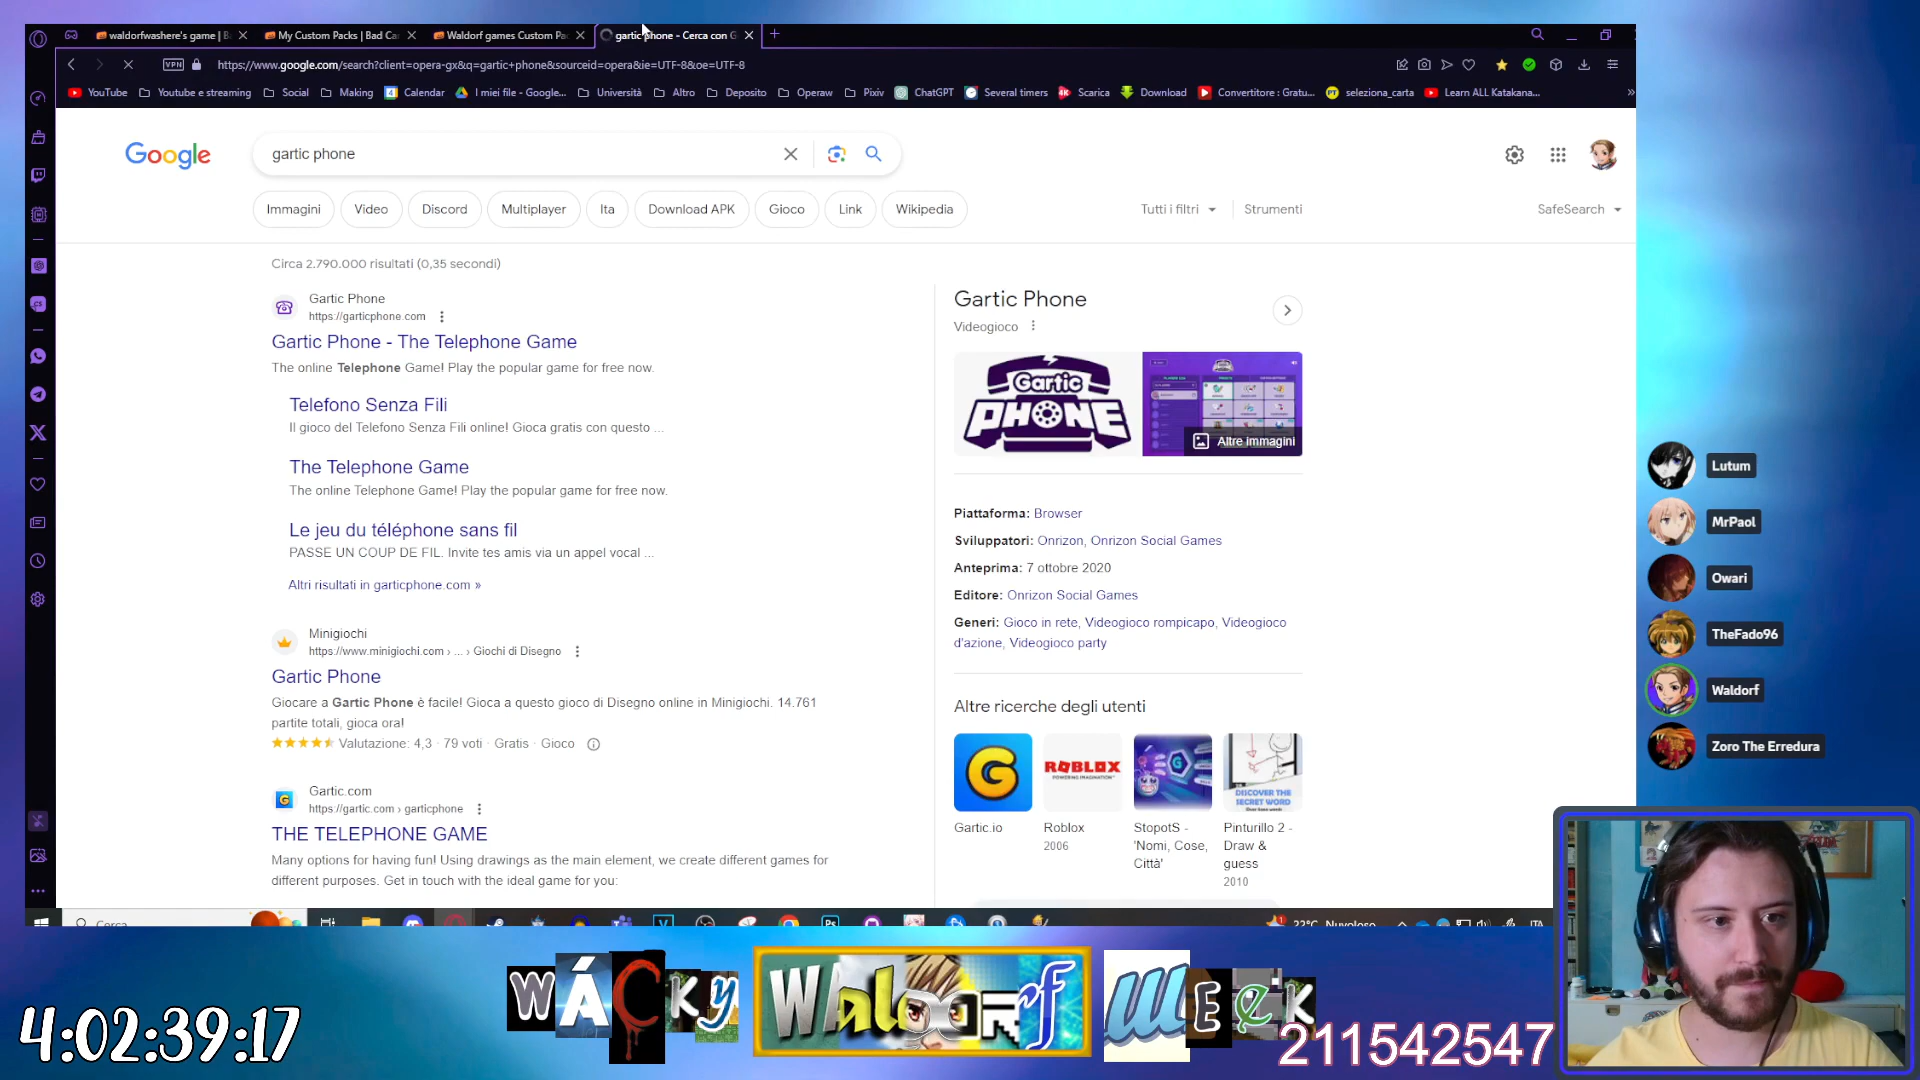 waldorfwashere's game | B
My Custom Packs | Bad Ca
Waldorf games Custom Pa
gartic phone - Cerca con G
VPN
https://www.google.com/search?client=opera-gx&q=gartic+phone&sourceid=opera&ie=UTF-8&oe=UTF-8
YouTube
Youtube e streaming
Social
Making
Calendar
I miei file - Google...
Università
Altro
Deposito
Operaw
Pixiv
ChatGPT
Several timers
Scarica
Download
Convertitore : Gratu...
seleziona_carta
Learn ALL Katakana...
Google
gartic phone
Immagini
Video
Discord
Multiplayer
Ita
Download APK
Gioco
Link
Wikipedia
Tutti i filtri
Strumenti
SafeSearch
Circa 2.790.000 risultati (0,35 secondi)
Gartic Phone
https://garticphone.com
Gartic Phone - The Telephone Game
The online Telephone Game! Play the popular game for free now.
Telefono Senza Fili
Il gioco del Telefono Senza Fili online! Gioca gratis con questo ...
The Telephone Game
The online Telephone Game! Play the popular game for free now.
Le jeu du téléphone sans fil
PASSE UN COUP DE FIL. Invite tes amis via un appel vocal ...
Altri risultati in garticphone.com »
Minigiochi
https://www.minigiochi.com › ... › Giochi di Disegno
Gartic Phone
Giocare a Gartic Phone è facile! Gioca a questo gioco di Disegno online in Minigiochi. 14.761
partite totali, gioca ora!
Valutazione: 4,3 · 79 voti · Gratis · Gioco
Gartic.com
https://gartic.com › garticphone
THE TELEPHONE GAME
Many options for having fun! Using drawings as the main element, we create different games for
different purposes. Get in touch with the ideal game for you:
Gartic Phone
Videogioco
Gartic
PHONE
Altre immagini
Piattaforma: Browser
Sviluppatori: Onrizon, Onrizon Social Games
Anteprima: 7 ottobre 2020
Editore: Onrizon Social Games
Generi: Gioco in rete, Videogioco rompicapo, Videogioco
d'azione, Videogioco party
Altre ricerche degli utenti
ROBLOX
DISCOVER THE
SECRET WORD
Gartic.io
Roblox
2006
StopotS -
'Nomi, Cose,
Città'
Pinturillo 2 -
Draw &
guess
2010
Cerca
22°C Nuvoloso
ITA
Lutum
MrPaol
Owari
TheFado96
Waldorf
Zoro The Erredura
4:02:39:17
WÁCKY
Waldorf
WEEK
211542547